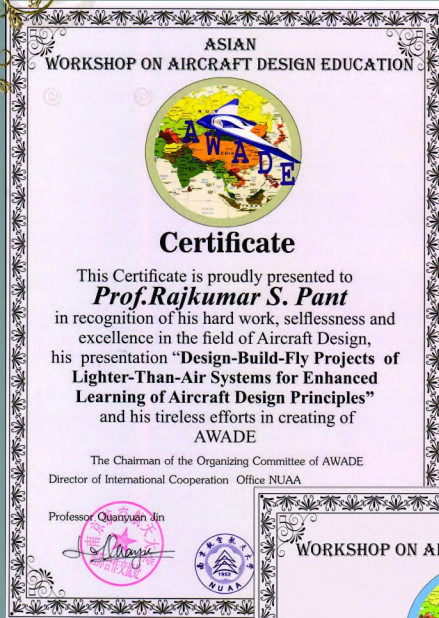 ASIAN
WORKSHOP ON AIRCRAFT DESIGN EDUCATION
AWADE
Certificate
This Certificate is proudly presented to
Prof.Rajkumar S. Pant
in recognition of his hard work, selflessness and
excellence in the field of Aircraft Design,
his presentation “Design-Build-Fly Projects of
Lighter-Than-Air Systems for Enhanced
Learning of Aircraft Design Principles”
and his tireless efforts in creating of
AWADE
The Chairman of the Organizing Committee of AWADE
Director of International Cooperation Office NUAA
Professor Quanyuan Jin
1952
NUAA
WORKSHOP ON AI